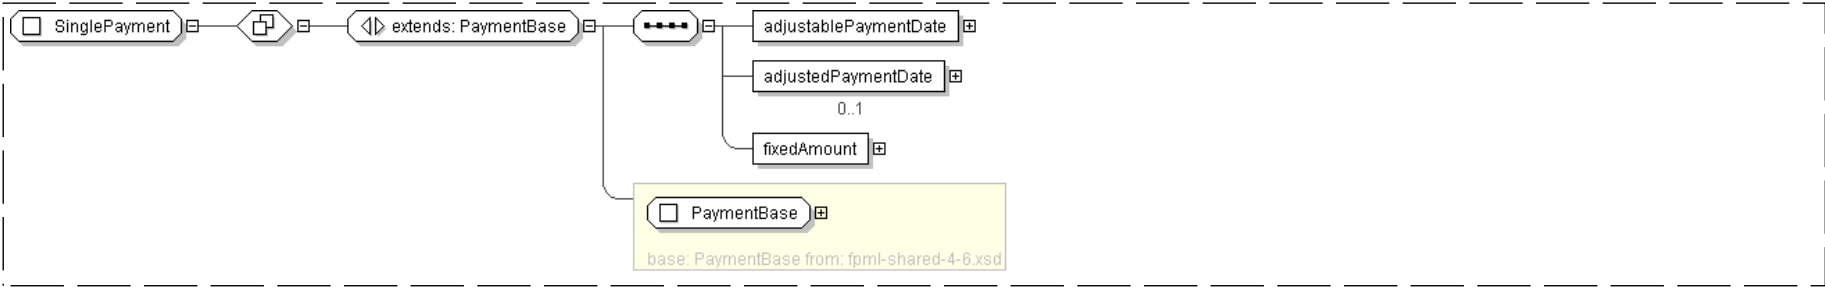 SinglePayment
extends: PaymentBase
adjustablePaymentDate
adjustedPaymentDate
0..1
fixedAmount
PaymentBase
base: PaymentBase from: fpml-shared-4-6.xsd